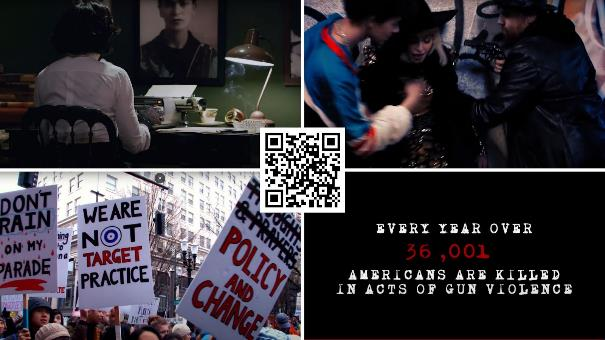 DONT
RAIN
ON MY
PARADE
WE ARE
NOT
TARGET
PRACTICE
& PRAYERS
POLICY
AND
CHANGE
EVERY YEAR OVER
36,001
AMERICANS ARE KILLED
IN ACTS OF GUN VIOLENCE